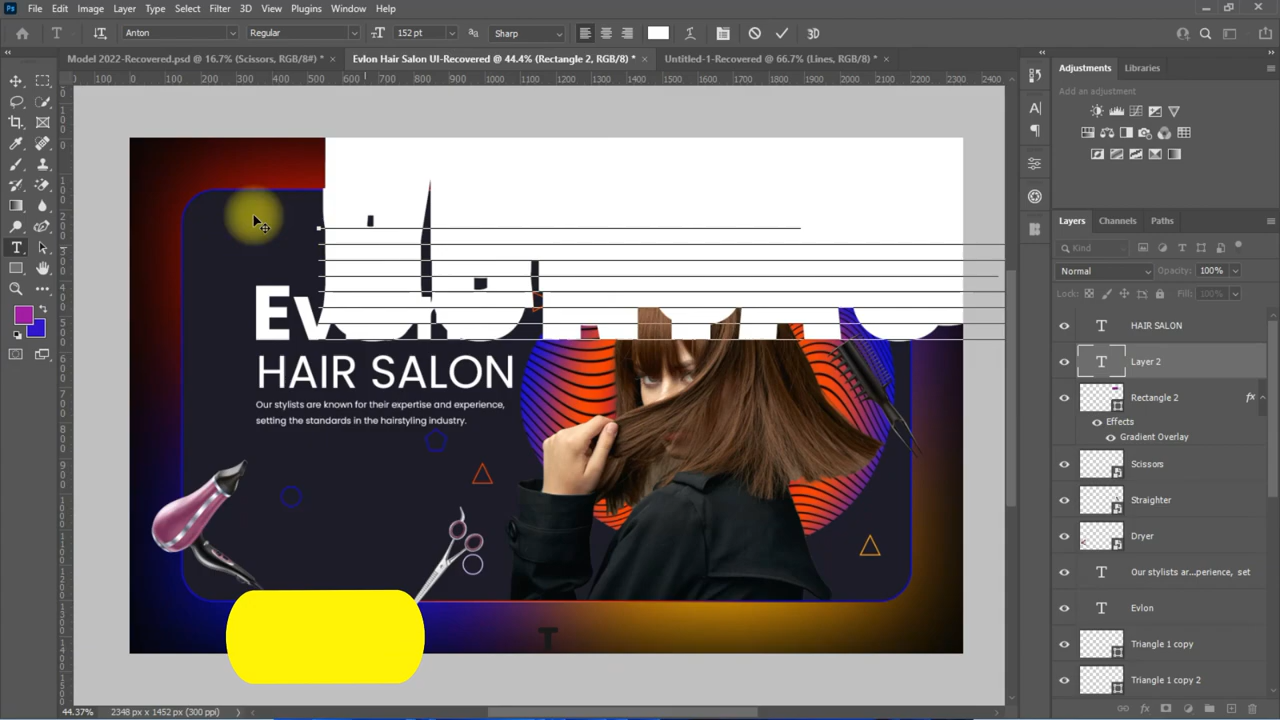 Ps File Edit Image Layer Type Select Filter 3D View Plugins Window Help
Anton Regular 152 pt Sharp 3D
Model 2022-Recovered.psd @ 16.7% (Scissors, RGB/8#) * × Evlon Hair Salon UI-Recovered @ 44.4% (Rectangle 2, RGB/8) * × Untitled-1-Recovered @ 66.7% (Lines, RGB/8) * ×
Adjustments Libraries
Add an adjustment
Layers Channels Paths
Kind
Normal Opacity: 100%
Lock: Fill: 100%
HAIR SALON
Layer 2
Rectangle 2 fx
Effects
Gradient Overlay
Scissors
Straighter
Dryer
Our stylists ar...perience, set
Evlon
Triangle 1 copy
Triangle 1 copy 2
HAIR SALON
Our stylists are known for their expertise and experience,
setting the standards in the hairstyling industry.
44.37% 2348 px x 1452 px (300 ppi)